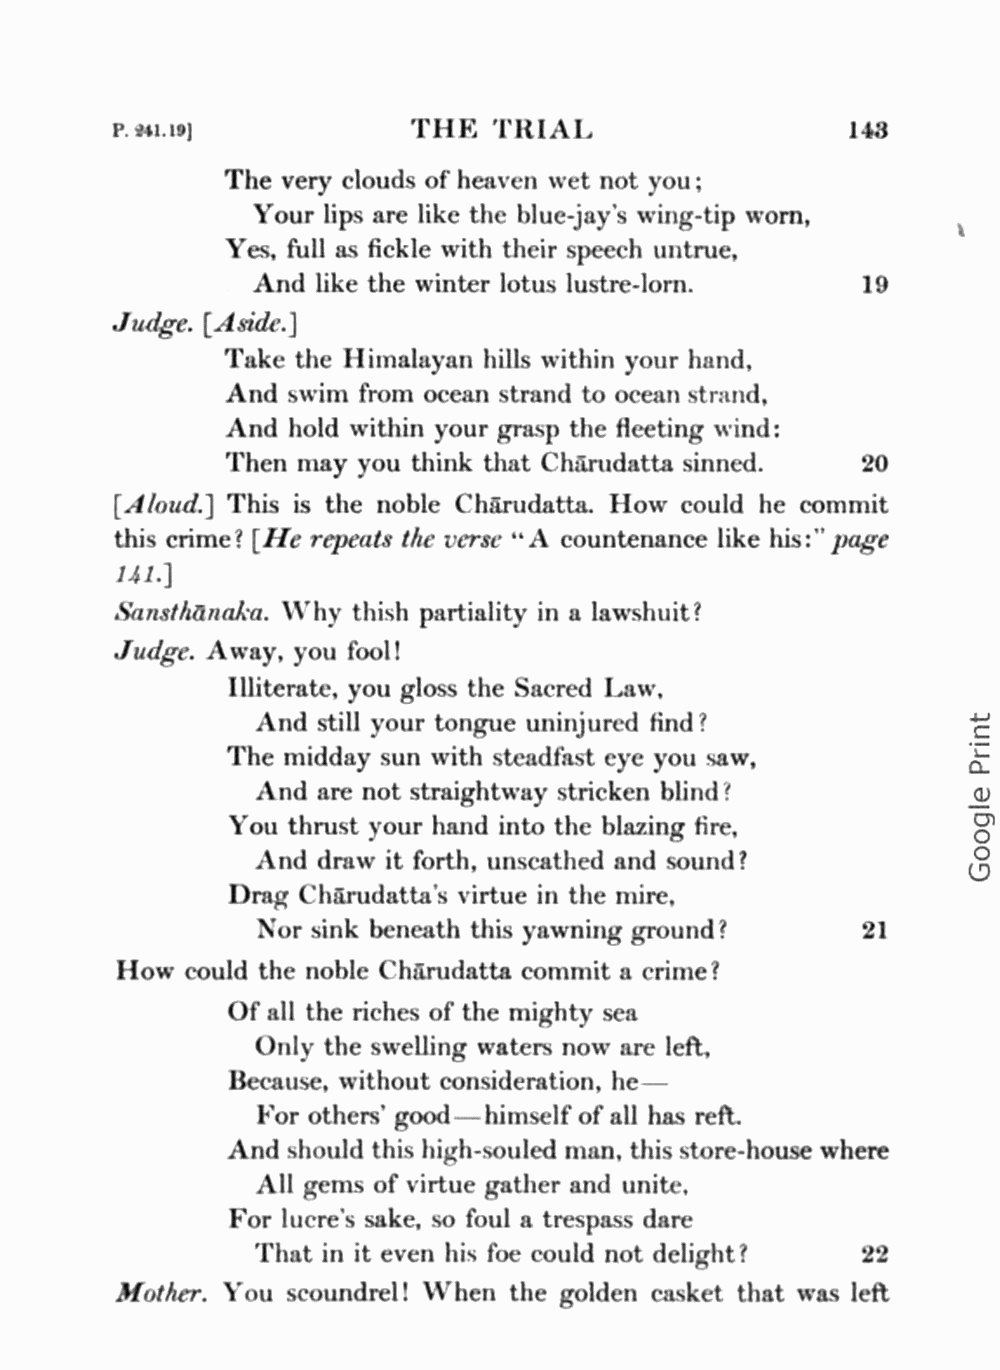 P. 241.19] THE TRIAL 143
The very clouds of heaven wet not you;
Your lips are like the blue-jay's wing-tip worn,
Yes, full as fickle with their speech untrue,
And like the winter lotus lustre-lorn. 19
Judge. [Aside.]
Take the Himalayan hills within your hand,
And swim from ocean strand to ocean strand,
And hold within your grasp the fleeting wind:
Then may you think that Chārudatta sinned. 20
[Aloud.] This is the noble Chārudatta. How could he commit
this crime? [He repeats the verse "A countenance like his:" page
141.]
Sansthānaka. Why thish partiality in a lawshuit?
Judge. Away, you fool!
Illiterate, you gloss the Sacred Law,
And still your tongue uninjured find?
The midday sun with steadfast eye you saw,
And are not straightway stricken blind?
You thrust your hand into the blazing fire,
And draw it forth, unscathed and sound?
Drag Chārudatta's virtue in the mire,
Nor sink beneath this yawning ground? 21
How could the noble Chārudatta commit a crime?
Of all the riches of the mighty sea
Only the swelling waters now are left,
Because, without consideration, he—
For others' good—himself of all has reft.
And should this high-souled man, this store-house where
All gems of virtue gather and unite,
For lucre's sake, so foul a trespass dare
That in it even his foe could not delight? 22
Mother. You scoundrel! When the golden casket that was left
Google Print